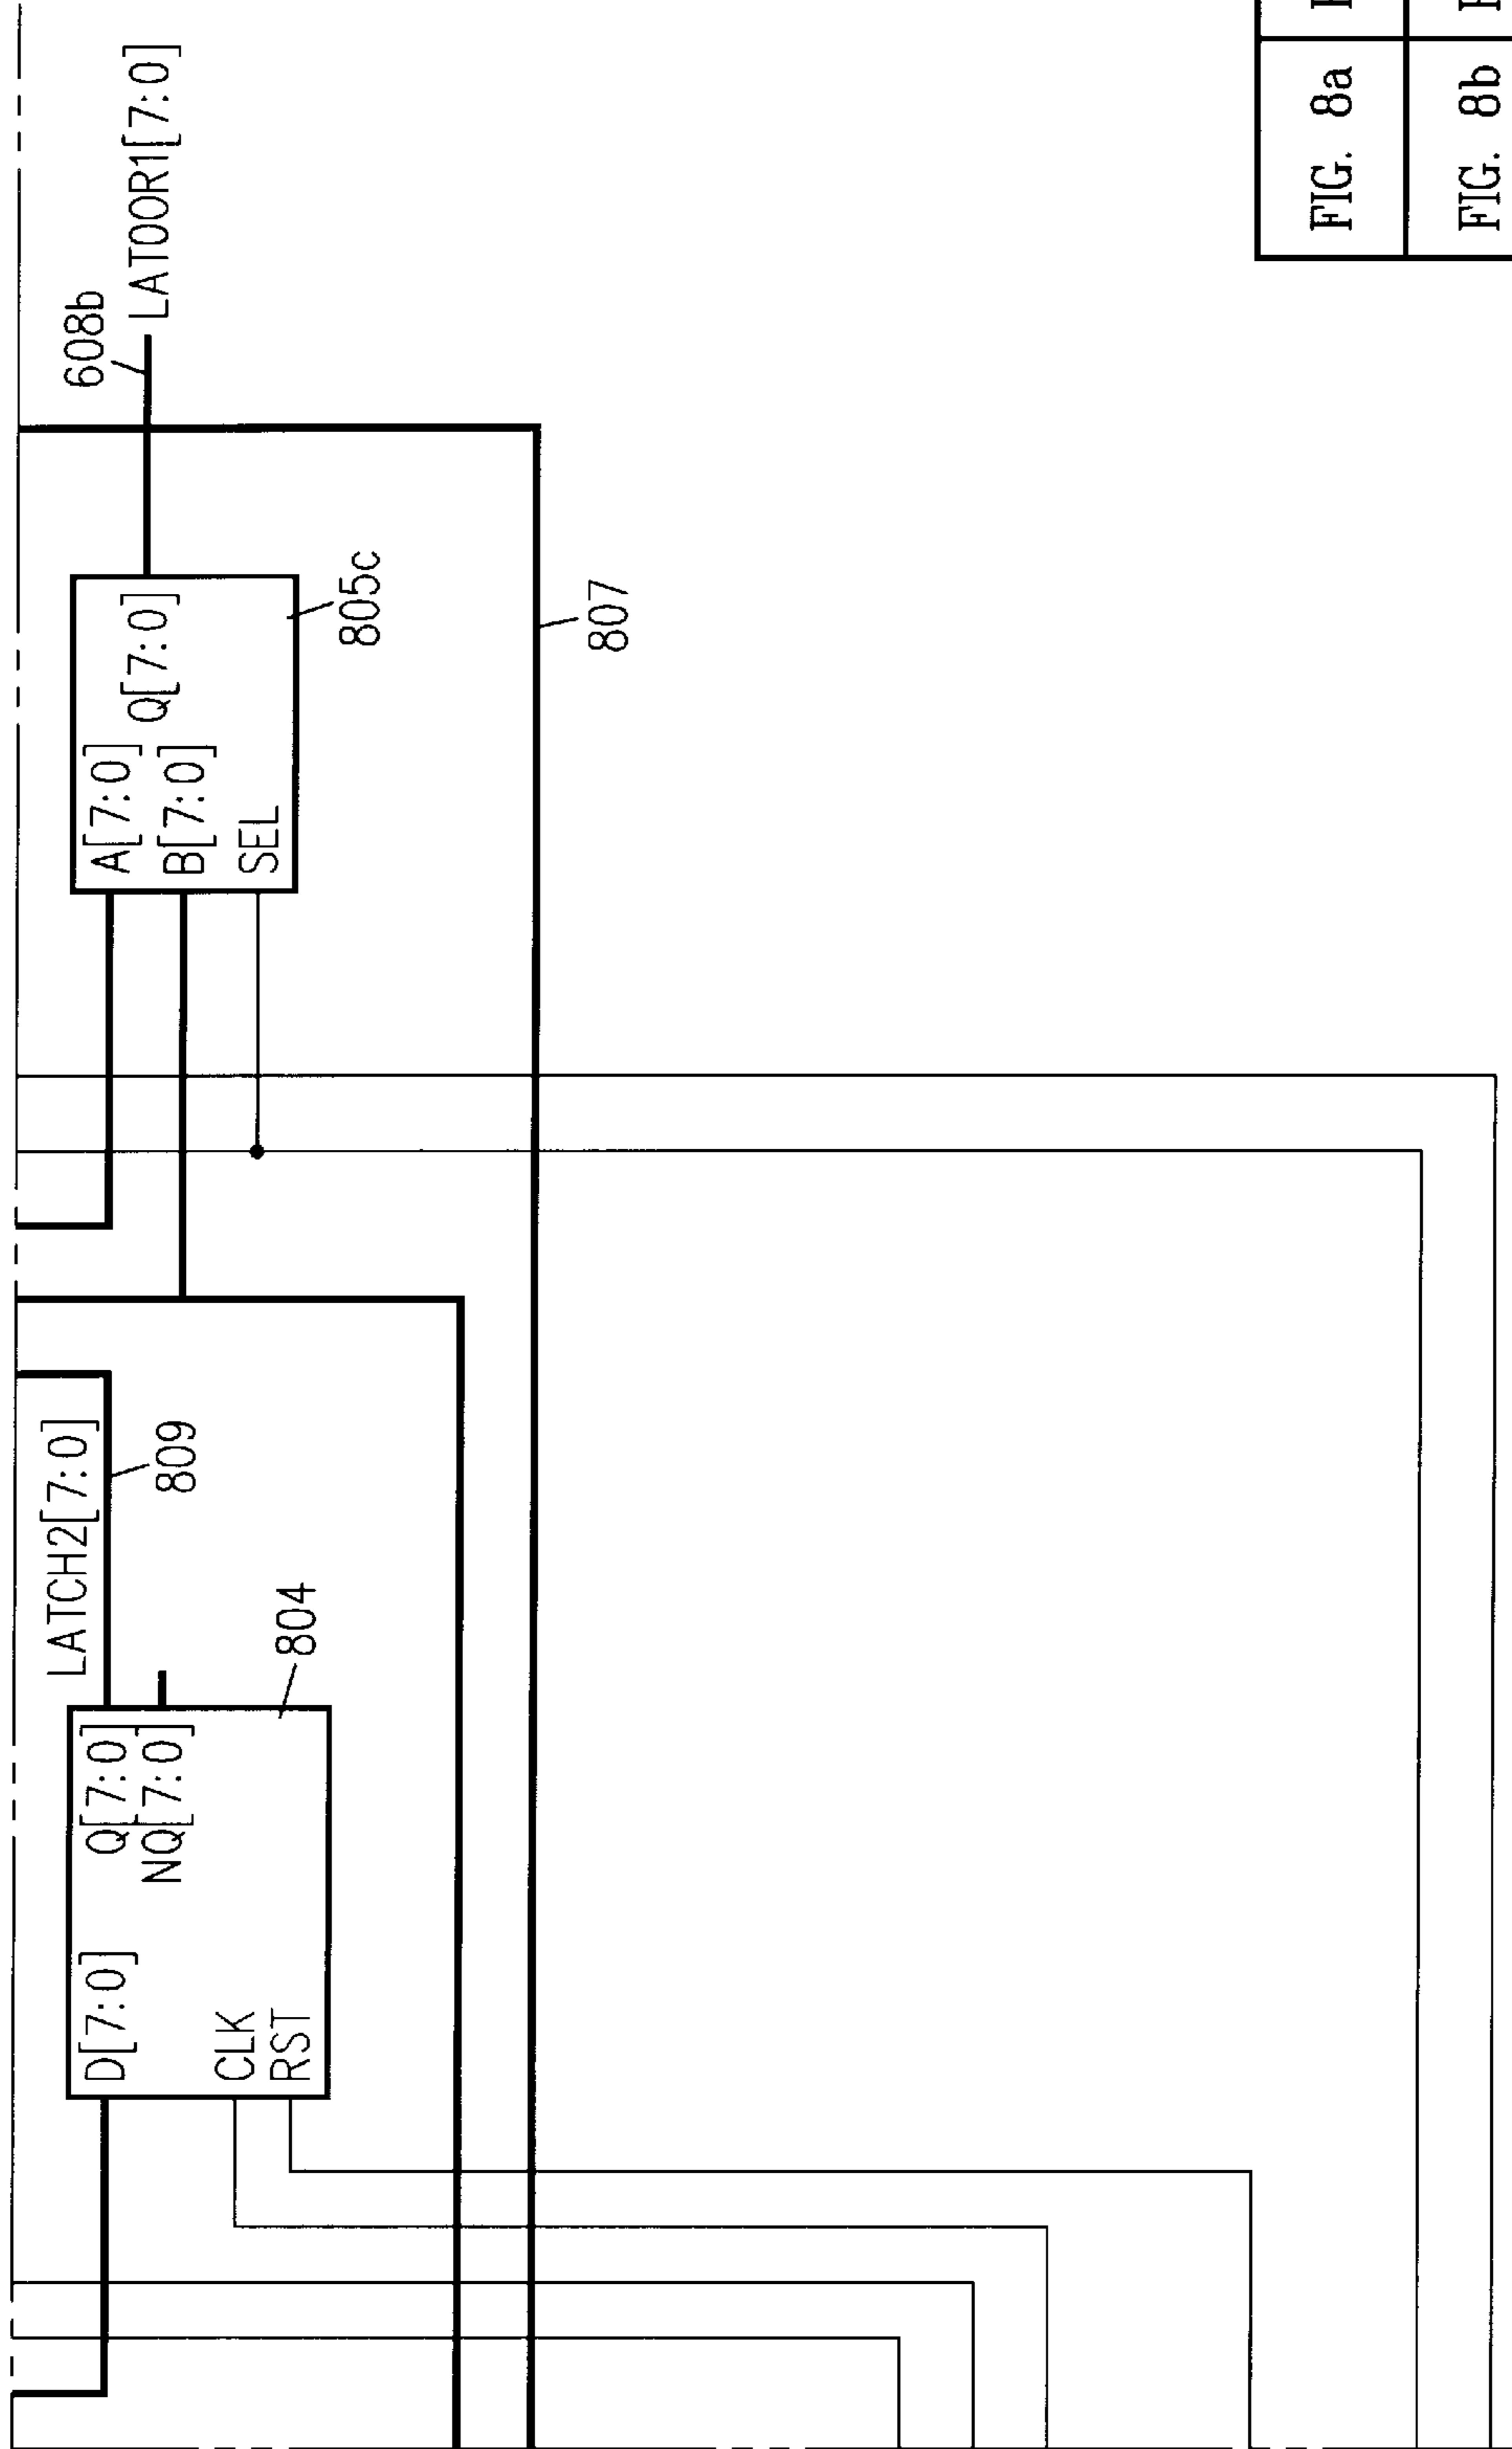 LATCH2[7:0]
809
D[7:0]
Q[7:0]
NQ[7:0]
CLK
RST
804
A[7:0]
B[7:0]
Q[7:0]
SEL
805c
608b
LATOOR1[7:0]
807
FIG. 8a
FIG. 8b